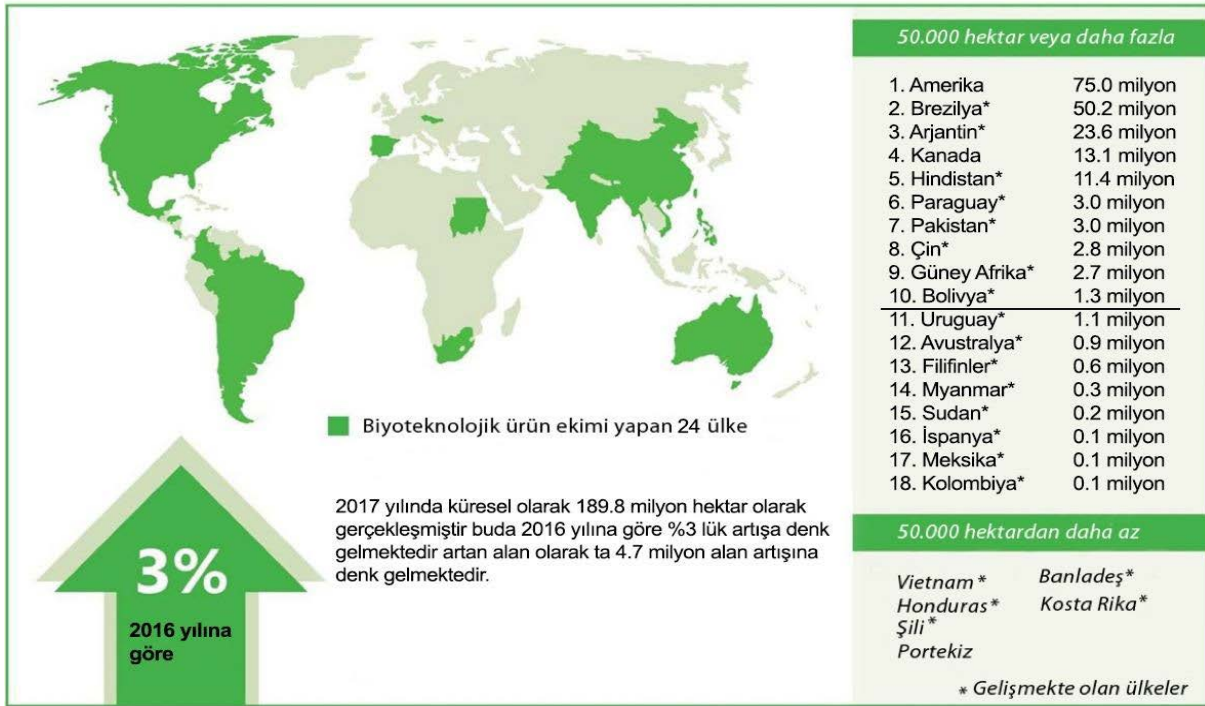 50.000 hektar veya daha fazla
1. Amerika 75.0 milyon
2. Brezilya* 50.2 milyon
3. Arjantin* 23.6 milyon
4. Kanada 13.1 milyon
5. Hindistan* 11.4 milyon
6. Paraguay* 3.0 milyon
7. Pakistan* 3.0 milyon
8. Çin* 2.8 milyon
9. Güney Afrika* 2.7 milyon
10. Bolivya* 1.3 milyon
11. Uruguay* 1.1 milyon
12. Avustralya* 0.9 milyon
13. Filifinler* 0.6 milyon
14. Myanmar* 0.3 milyon
15. Sudan* 0.2 milyon
16. İspanya* 0.1 milyon
17. Meksika* 0.1 milyon
18. Kolombiya* 0.1 milyon
Biyoteknolojik ürün ekimi yapan 24 ülke
2017 yılında küresel olarak 189.8 milyon hektar olarak
gerçekleşmiştir buda 2016 yılına göre %3 lük artışa denk
gelmektedir artan alan olarak ta 4.7 milyon alan artışına
denk gelmektedir.
3%
2016 yılına
göre
50.000 hektardan daha az
Vietnam* Banladeş*
Honduras* Kosta Rika*
Şili*
Portekiz
* Gelişmekte olan ülkeler